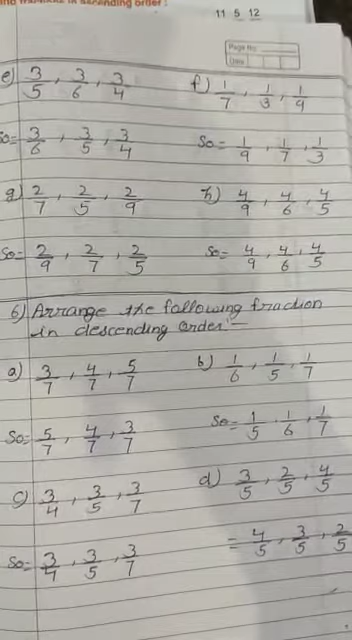 in ascending order :
11 5 12
Page No.
Date
e) 3/5, 3/6, 3/4 f) 1/7, 1/3, 1/9
So= 3/6, 3/5, 3/4 So= 1/9, 1/7, 1/3
g) 2/7, 2/5, 2/9 h) 4/9, 4/6, 4/5
So= 2/9, 2/7, 2/5 So= 4/9, 4/6, 4/5
6) Arrange the following fraction
in descending order:-
a) 3/7, 4/7, 5/7 b) 1/6, 1/5, 1/7
So= 5/7, 4/7, 3/7 So= 1/5, 1/6, 1/7
c) 3/4, 3/5, 3/7 d) 3/5, 2/5, 4/5
So= 3/4, 3/5, 3/7 = 4/5, 3/5, 2/5